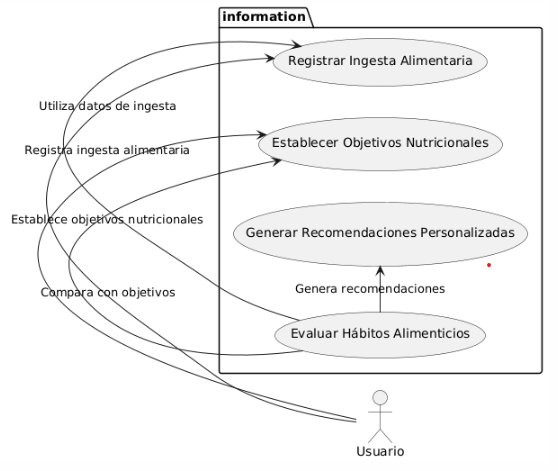 information
Registrar Ingesta Alimentaria
Utiliza datos de ingesta
Establecer Objetivos Nutricionales
Registra ingesta alimentaria
Establece objetivos nutricionales
Generar Recomendaciones Personalizadas
Compara con objetivos
Genera recomendaciones
Evaluar Hábitos Alimenticios
Usuario